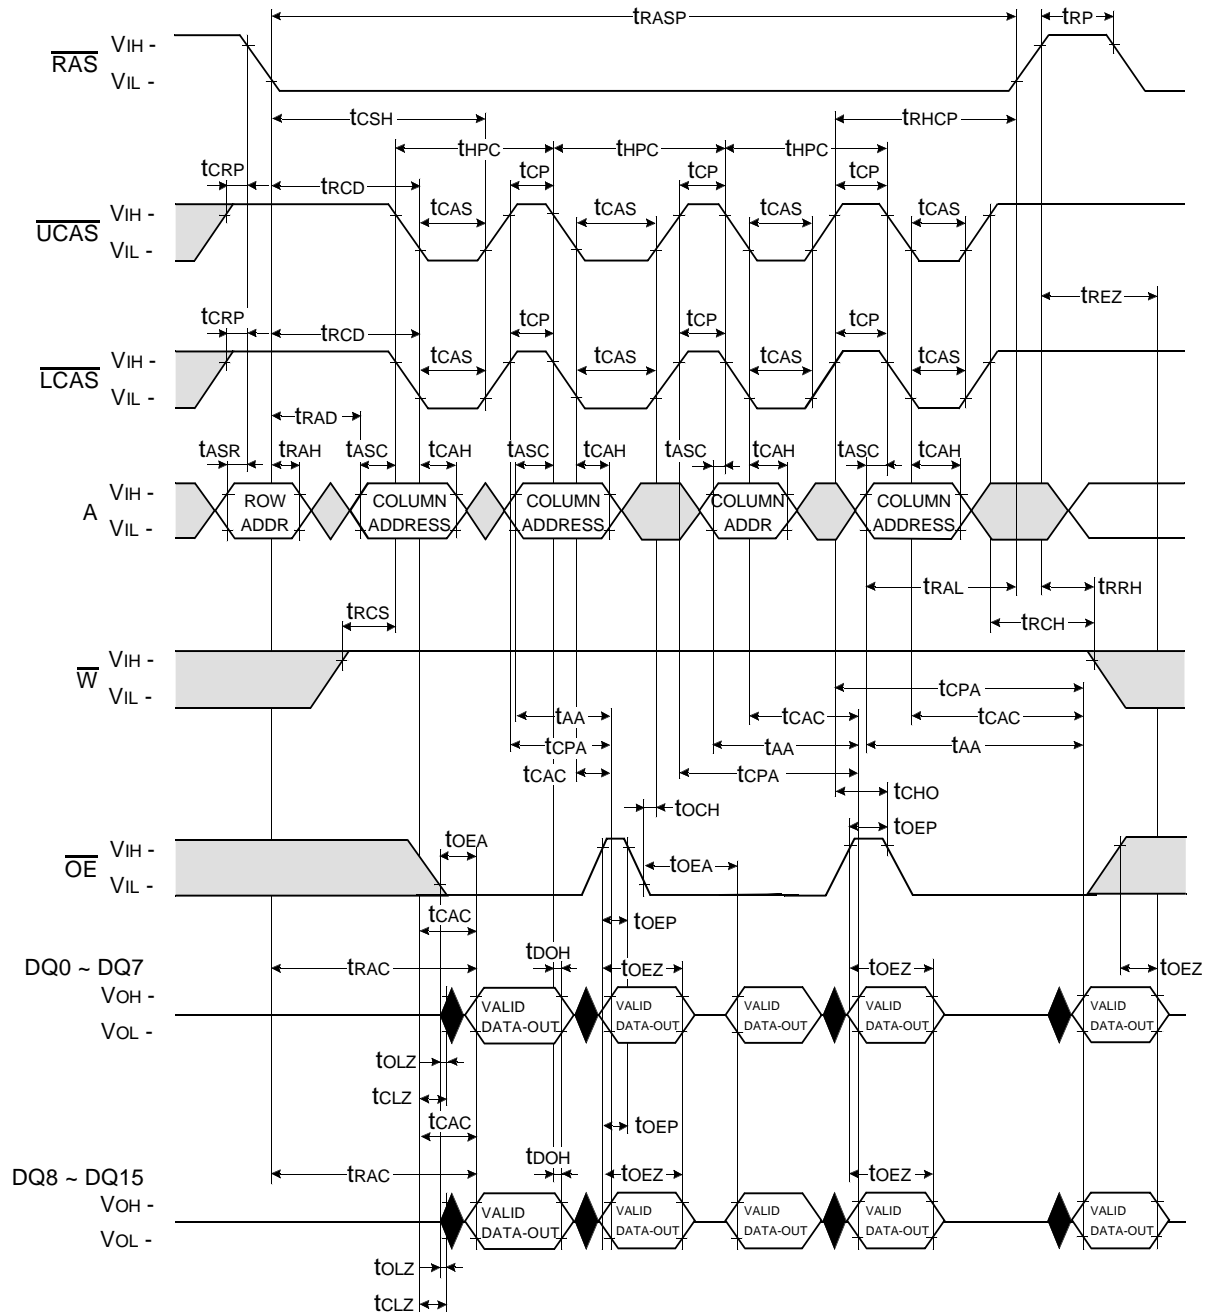 tRASP tRP
RAS VIH -
VIL -
tCSH tRHCP
tHPC tHPC tHPC
tCRP tRCD tCP tCP tCP
tCAS tCAS tCAS tCAS
UCAS VIH -
VIL -
tREZ
tCRP tRCD tCP tCP tCP
tCAS tCAS tCAS tCAS
LCAS VIH -
VIL -
tRAD
tASR tRAH tASC tCAH tASC tCAH tASC tCAH tASC tCAH
A VIH -
VIL -
ROW ADDR
COLUMN ADDRESS
COLUMN ADDRESS
COLUMN ADDR
COLUMN ADDRESS
tRAL tRRH
tRCS tRCH
W VIH -
VIL -
tCPA
tAA tCAC tCAC
tCPA tAA tAA
tCAC tCPA
tCHO
tOCH
tOEP
OE VIH -
VIL -
tOEA tOEA
tOEP
tCAC
tDOH
DQ0 ~ DQ7 tRAC tOEZ tOEZ tOEZ
VOH -
VOL -
VALID DATA-OUT
VALID DATA-OUT
VALID DATA-OUT
VALID DATA-OUT
VALID DATA-OUT
tOLZ
tCLZ
tCAC tOEP
tDOH
DQ8 ~ DQ15 tRAC tOEZ tOEZ
VOH -
VOL -
VALID DATA-OUT
VALID DATA-OUT
VALID DATA-OUT
VALID DATA-OUT
VALID DATA-OUT
tOLZ
tCLZ